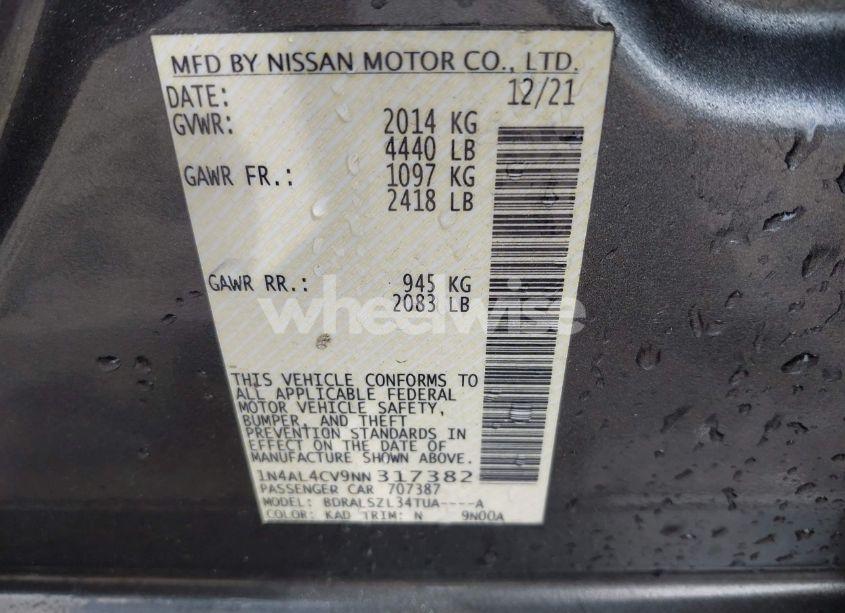 MFD BY NISSAN MOTOR CO., LTD.
DATE: 12/21
GVWR: 2014 KG
4440 LB
GAWR FR.: 1097 KG
2418 LB
GAWR RR.: 945 KG
2083 LB
wheelwise
THIS VEHICLE CONFORMS TO
ALL APPLICABLE FEDERAL
MOTOR VEHICLE SAFETY,
BUMPER, AND THEFT
PREVENTION STANDARDS IN
EFFECT ON THE DATE OF
MANUFACTURE SHOWN ABOVE.
1N4AL4CV9NN317382
PASSENGER CAR 707387
MODEL: BDRALSZL34TUA----A
COLOR: KAD TRIM: N 9N00A